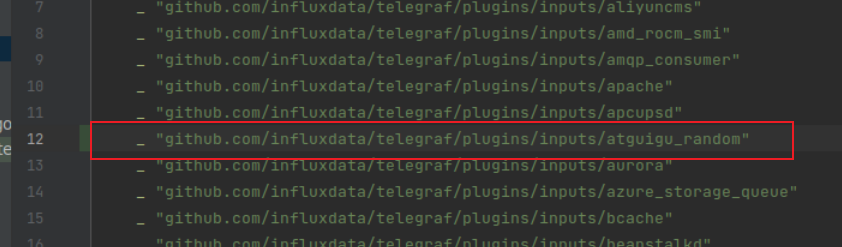 7 _ "github.com/influxdata/telegraf/plugins/inputs/aliyuncms"
8 _ "github.com/influxdata/telegraf/plugins/inputs/amd_rocm_smi"
9 _ "github.com/influxdata/telegraf/plugins/inputs/amqp_consumer"
10 _ "github.com/influxdata/telegraf/plugins/inputs/apache"
11 _ "github.com/influxdata/telegraf/plugins/inputs/apcupsd"
go 12 _ "github.com/influxdata/telegraf/plugins/inputs/atguigu_random"
te 13 _ "github.com/influxdata/telegraf/plugins/inputs/aurora"
14 _ "github.com/influxdata/telegraf/plugins/inputs/azure_storage_queue"
15 _ "github.com/influxdata/telegraf/plugins/inputs/bcache"
16 _ "github.com/influxdata/telegraf/plugins/inputs/beanstalkd"